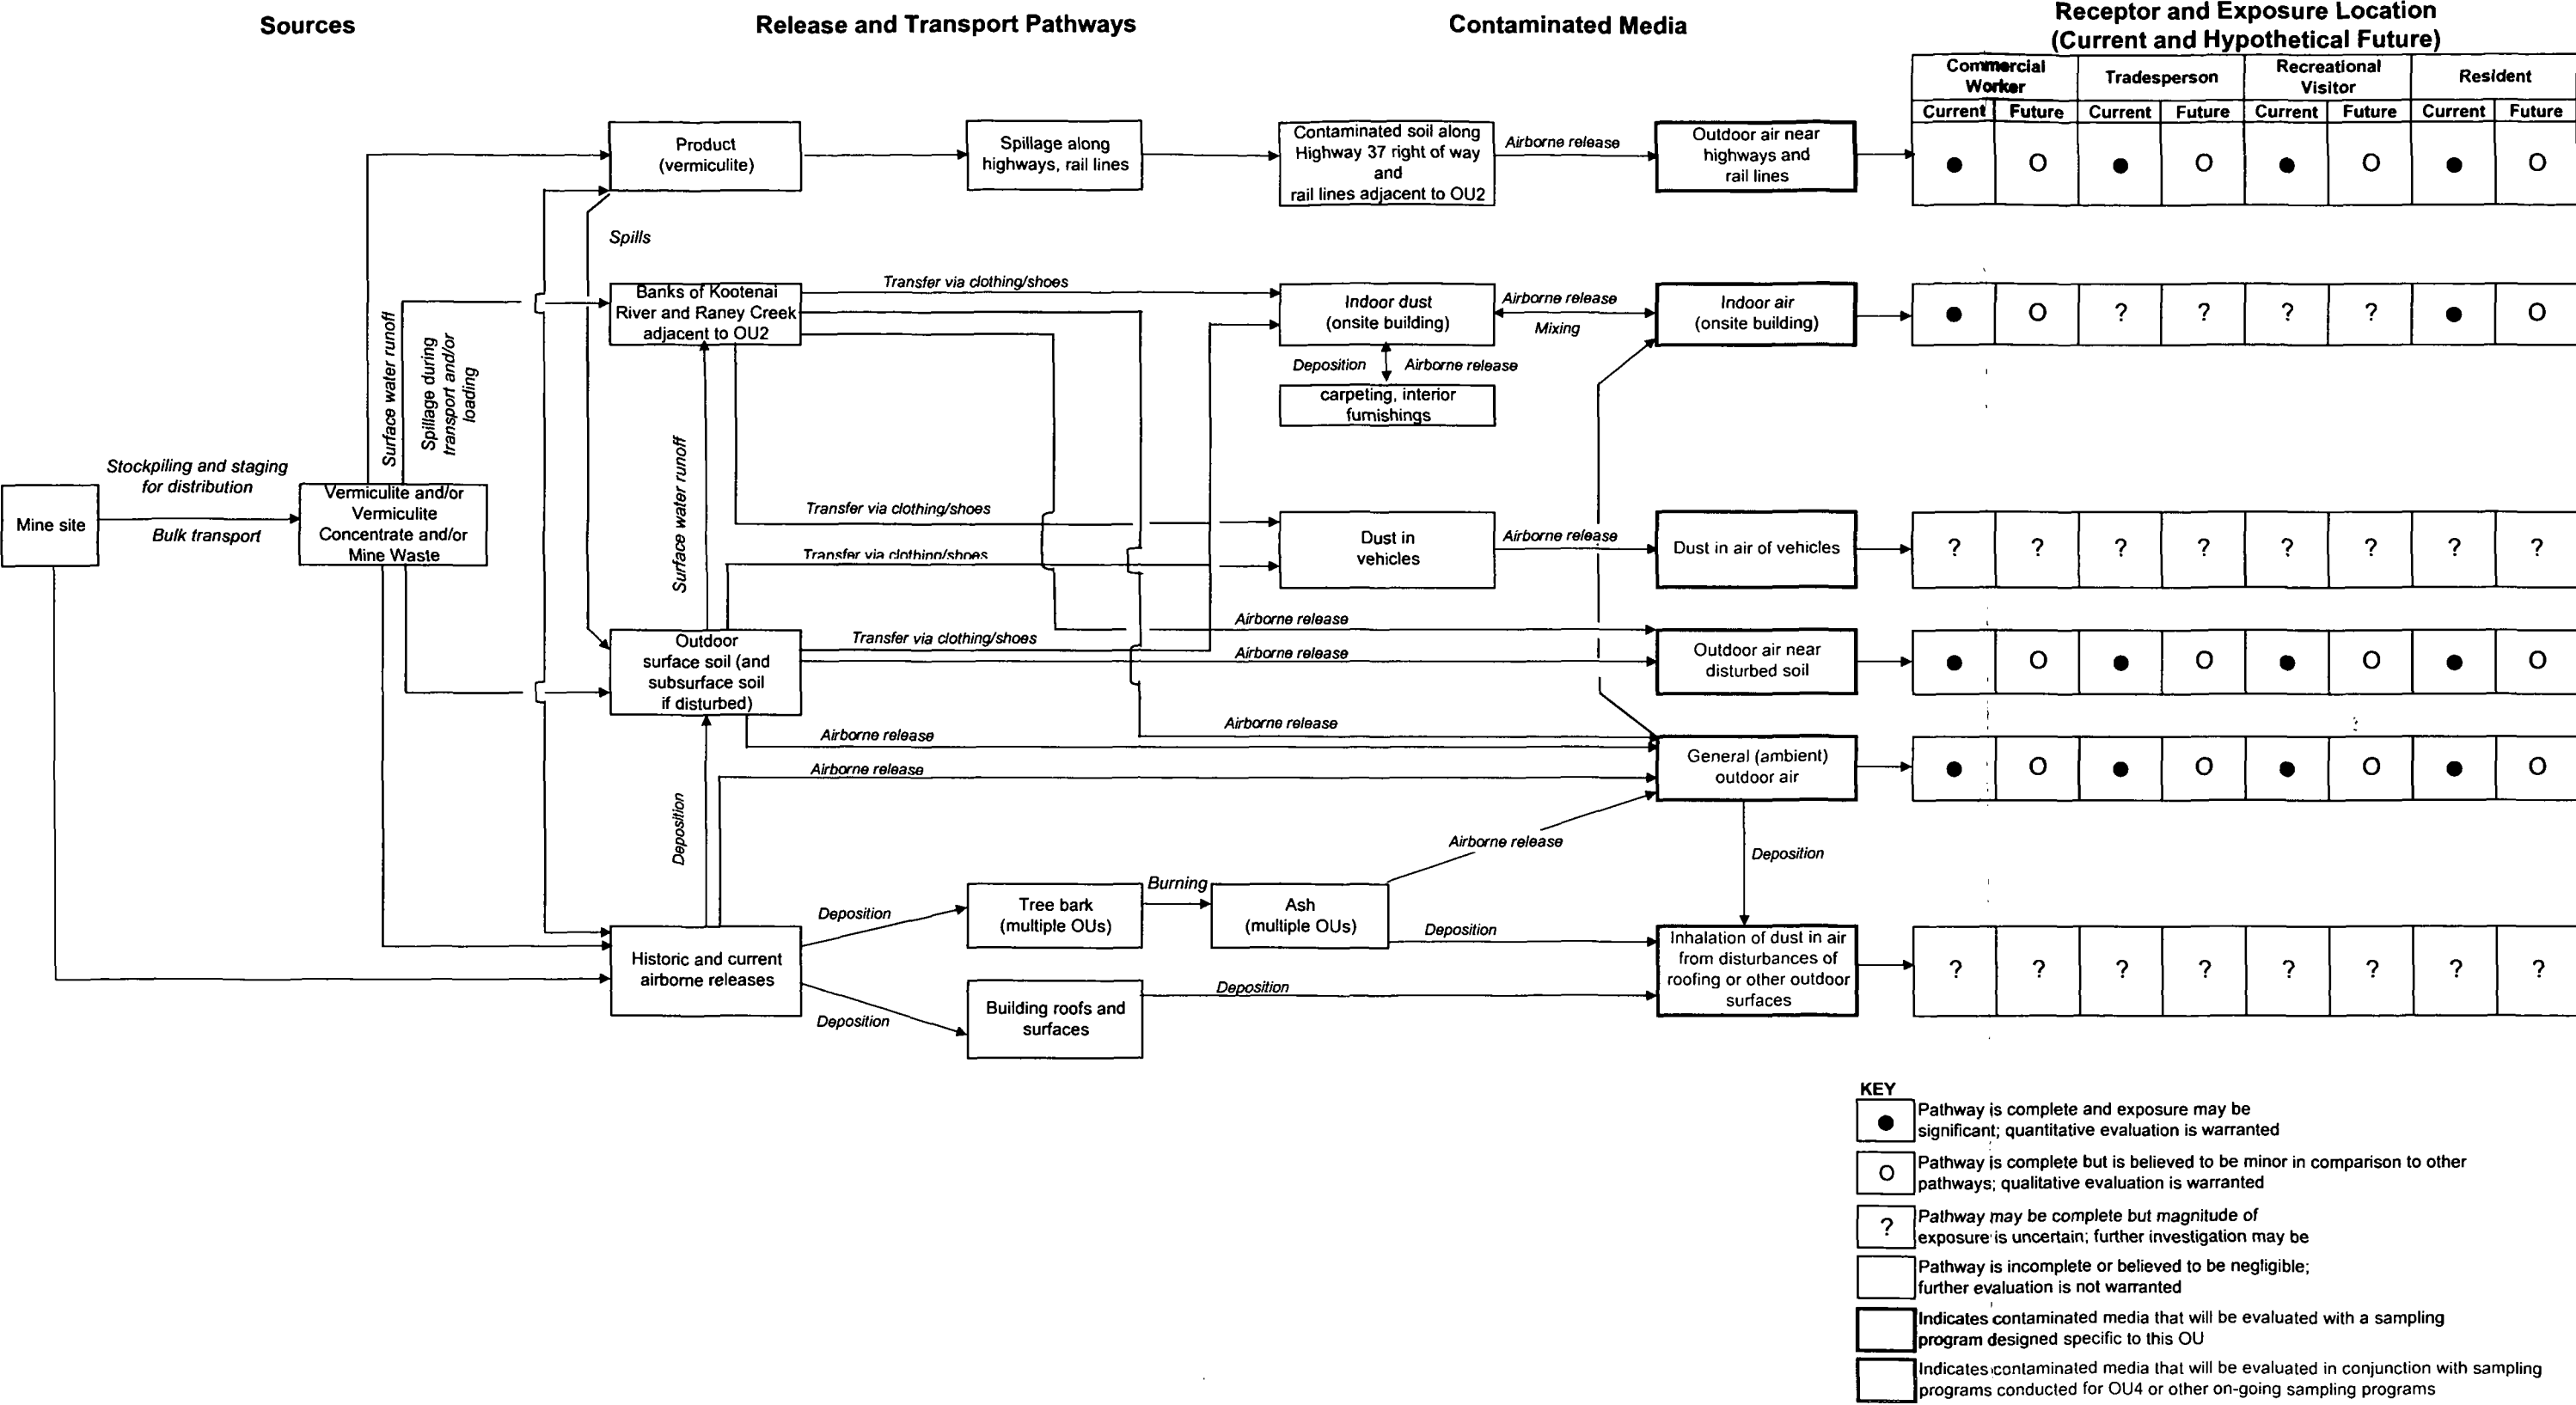 Sources
Release and Transport Pathways
Contaminated Media
Receptor and Exposure Location
(Current and Hypothetical Future)
Commercial
Worker
Tradesperson
Recreational
Visitor
Resident
Current
Future
Current
Future
Current
Future
Current
Future
Product
(vermiculite)
Spillage along
highways, rail lines
Contaminated soil along
Highway 37 right of way
and
rail lines adjacent to OU2
Airborne release
Outdoor air near
highways and
rail lines
● O ● O ● O ● O
Spills
Banks of Kootenai
River and Raney Creek
adjacent to OU2
Transfer via clothing/shoes
Indoor dust
(onsite building)
Airborne release
Mixing
Indoor air
(onsite building)
● O ? ? ? ? ● O
Deposition
Airborne release
carpeting, interior
furnishings
Surface water runoff
Spillage during
transport and/or
loading
Surface water runoff
Mine site
Stockpiling and staging
for distribution
Bulk transport
Vermiculite and/or
Vermiculite
Concentrate and/or
Mine Waste
Transfer via clothing/shoes
Transfer via clothing/shoes
Dust in
vehicles
Airborne release
Dust in air of vehicles
? ? ? ? ? ? ? ?
Outdoor
surface soil (and
subsurface soil
if disturbed)
Transfer via clothing/shoes
Airborne release
Airborne release
Outdoor air near
disturbed soil
● O ● O ● O ● O
Airborne release
Airborne release
Airborne release
General (ambient)
outdoor air
● O ● O ● O ● O
Deposition
Airborne release
Deposition
Historic and current
airborne releases
Deposition
Tree bark
(multiple OUs)
Burning
Ash
(multiple OUs)
Deposition
Deposition
Building roofs and
surfaces
Deposition
Inhalation of dust in air
from disturbances of
roofing or other outdoor
surfaces
? ? ? ? ? ? ? ?
KEY
● Pathway is complete and exposure may be
significant; quantitative evaluation is warranted
O Pathway is complete but is believed to be minor in comparison to other
pathways; qualitative evaluation is warranted
? Pathway may be complete but magnitude of
exposure is uncertain; further investigation may be
Pathway is incomplete or believed to be negligible;
further evaluation is not warranted
Indicates contaminated media that will be evaluated with a sampling
program designed specific to this OU
Indicates contaminated media that will be evaluated in conjunction with sampling
programs conducted for OU4 or other on-going sampling programs